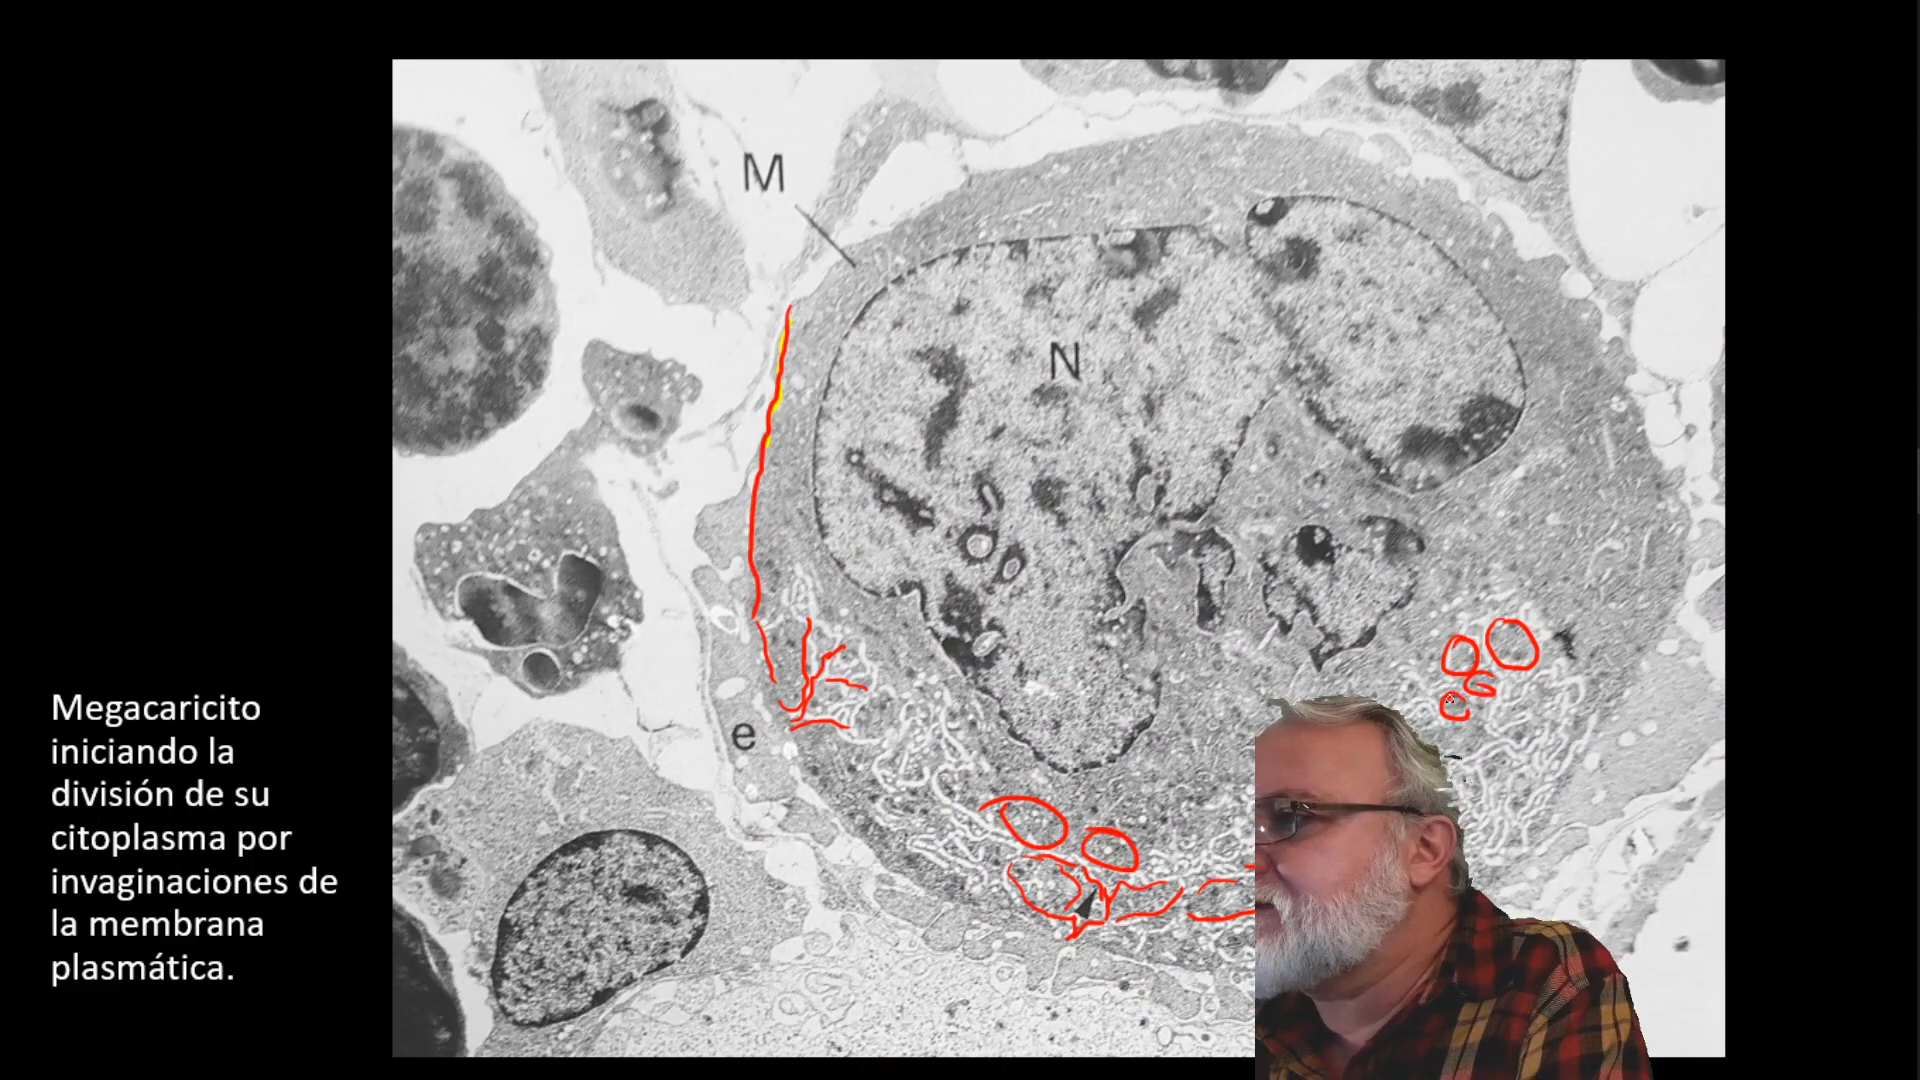 M
N
e
Megacaricito
iniciando la
división de su
citoplasma por
invaginaciones de
la membrana
plasmática.